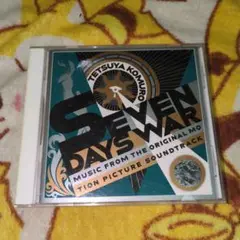 TETSUYA KOMURO
SEVEN
DAYS WAR
MUSIC FROM THE ORIGINAL MO
TION PICTURE SOUNDTRACK